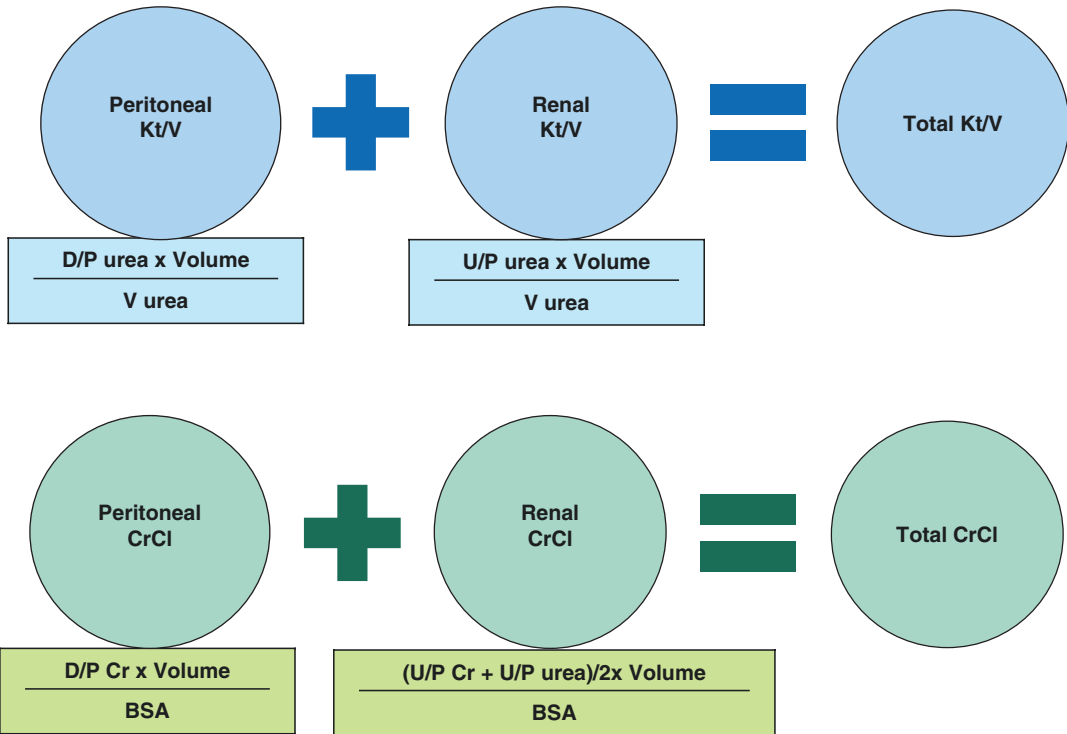 Peritoneal
Kt/V
Renal
Kt/V
Total Kt/V
D/P urea x Volume
V urea
U/P urea x Volume
V urea
Peritoneal
CrCl
Renal
CrCl
Total CrCl
D/P Cr x Volume
BSA
(U/P Cr + U/P urea)/2x Volume
BSA